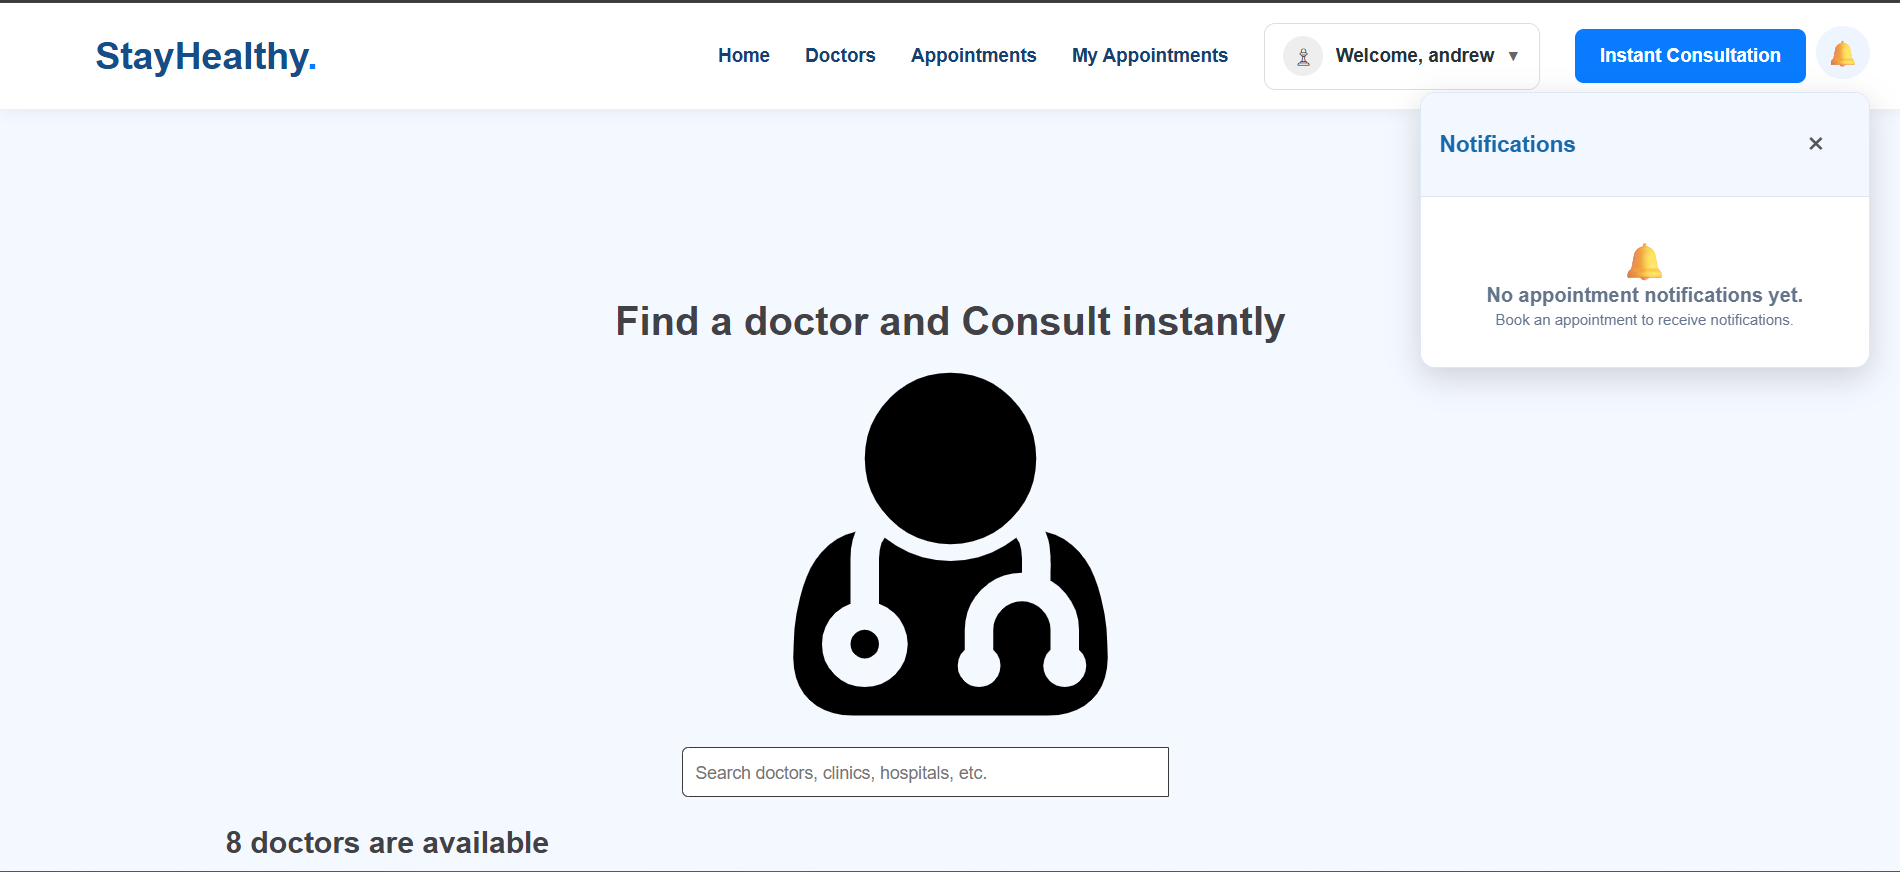 StayHealthy.
Home Doctors Appointments My Appointments Welcome, andrew ▼ Instant Consultation
Notifications ✕
No appointment notifications yet.
Book an appointment to receive notifications.
Find a doctor and Consult instantly
Search doctors, clinics, hospitals, etc.
8 doctors are available